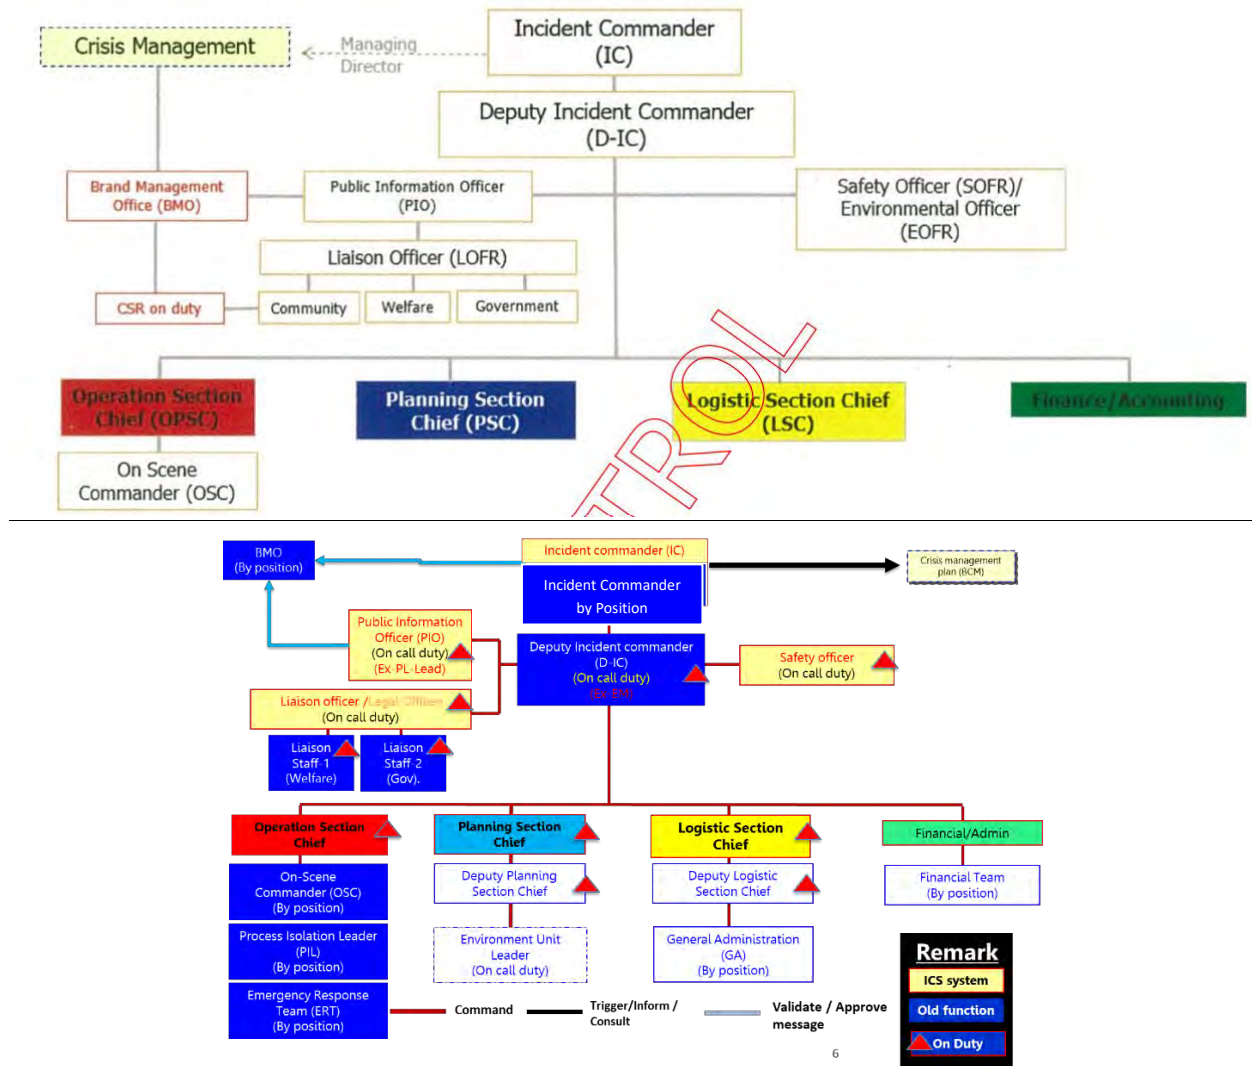 Incident Commander
(IC)
Crisis Management
Managing
Director
Deputy Incident Commander
(D-IC)
Brand Management
Office (BMO)
Public Information Officer
(PIO)
Safety Officer (SOFR)/
Environmental Officer
(EOFR)
Liaison Officer (LOFR)
CSR on duty
Community
Welfare
Government
TROL
Operation Section
Chief (OPSC)
Planning Section
Chief (PSC)
Logistic Section Chief
(LSC)
Finance/Accounting
On Scene
Commander (OSC)
BMO
(By position)
Incident commander (IC)
Incident Commander
by Position
Crisis management
plan (BCM)
Public Information
Officer (PIO)
(On call duty)
(Ex-PL-Lead)
Deputy Incident commander
(D-IC)
(On call duty)
(Ex-EM)
Safety officer
(On call duty)
Liaison officer /Legal Officer
(On call duty)
Liaison
Staff-1
(Welfare)
Liaison
Staff-2
(Gov).
Operation Section
Chief
Planning Section
Chief
Logistic Section
Chief
Financial/Admin
On-Scene
Commander (OSC)
(By position)
Deputy Planning
Section Chief
Deputy Logistic
Section Chief
Financial Team
(By position)
Process Isolation Leader
(PIL)
(By position)
Environment Unit
Leader
(On call duty)
General Administration
(GA)
(By position)
Emergency Response
Team (ERT)
(By position)
Command
Trigger/Inform /
Consult
Validate / Approve
message
Remark
ICS system
Old function
On Duty
6